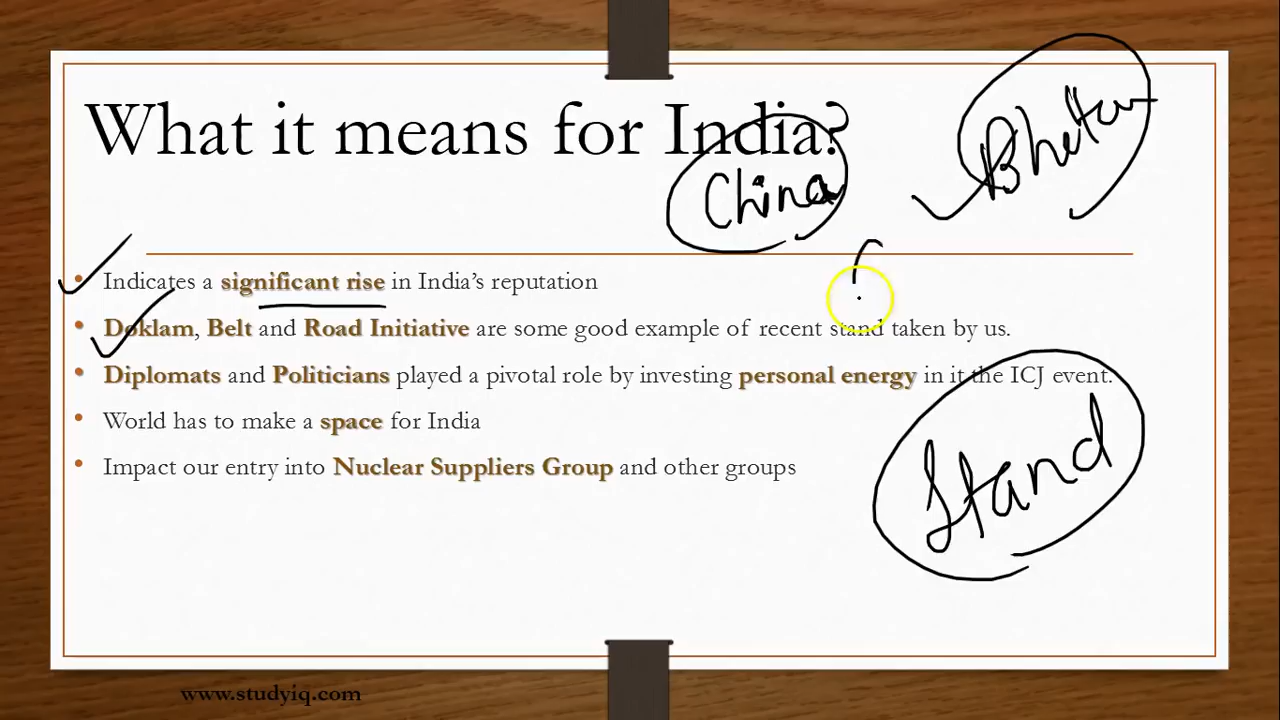 What it means for India?
China
Bhutan
• Indicates a significant rise in India's reputation
• Doklam, Belt and Road Initiative are some good example of recent stand taken by us.
• Diplomats and Politicians played a pivotal role by investing personal energy in it the ICJ event.
• World has to make a space for India
• Impact our entry into Nuclear Suppliers Group and other groups
Stand
www.studyiq.com